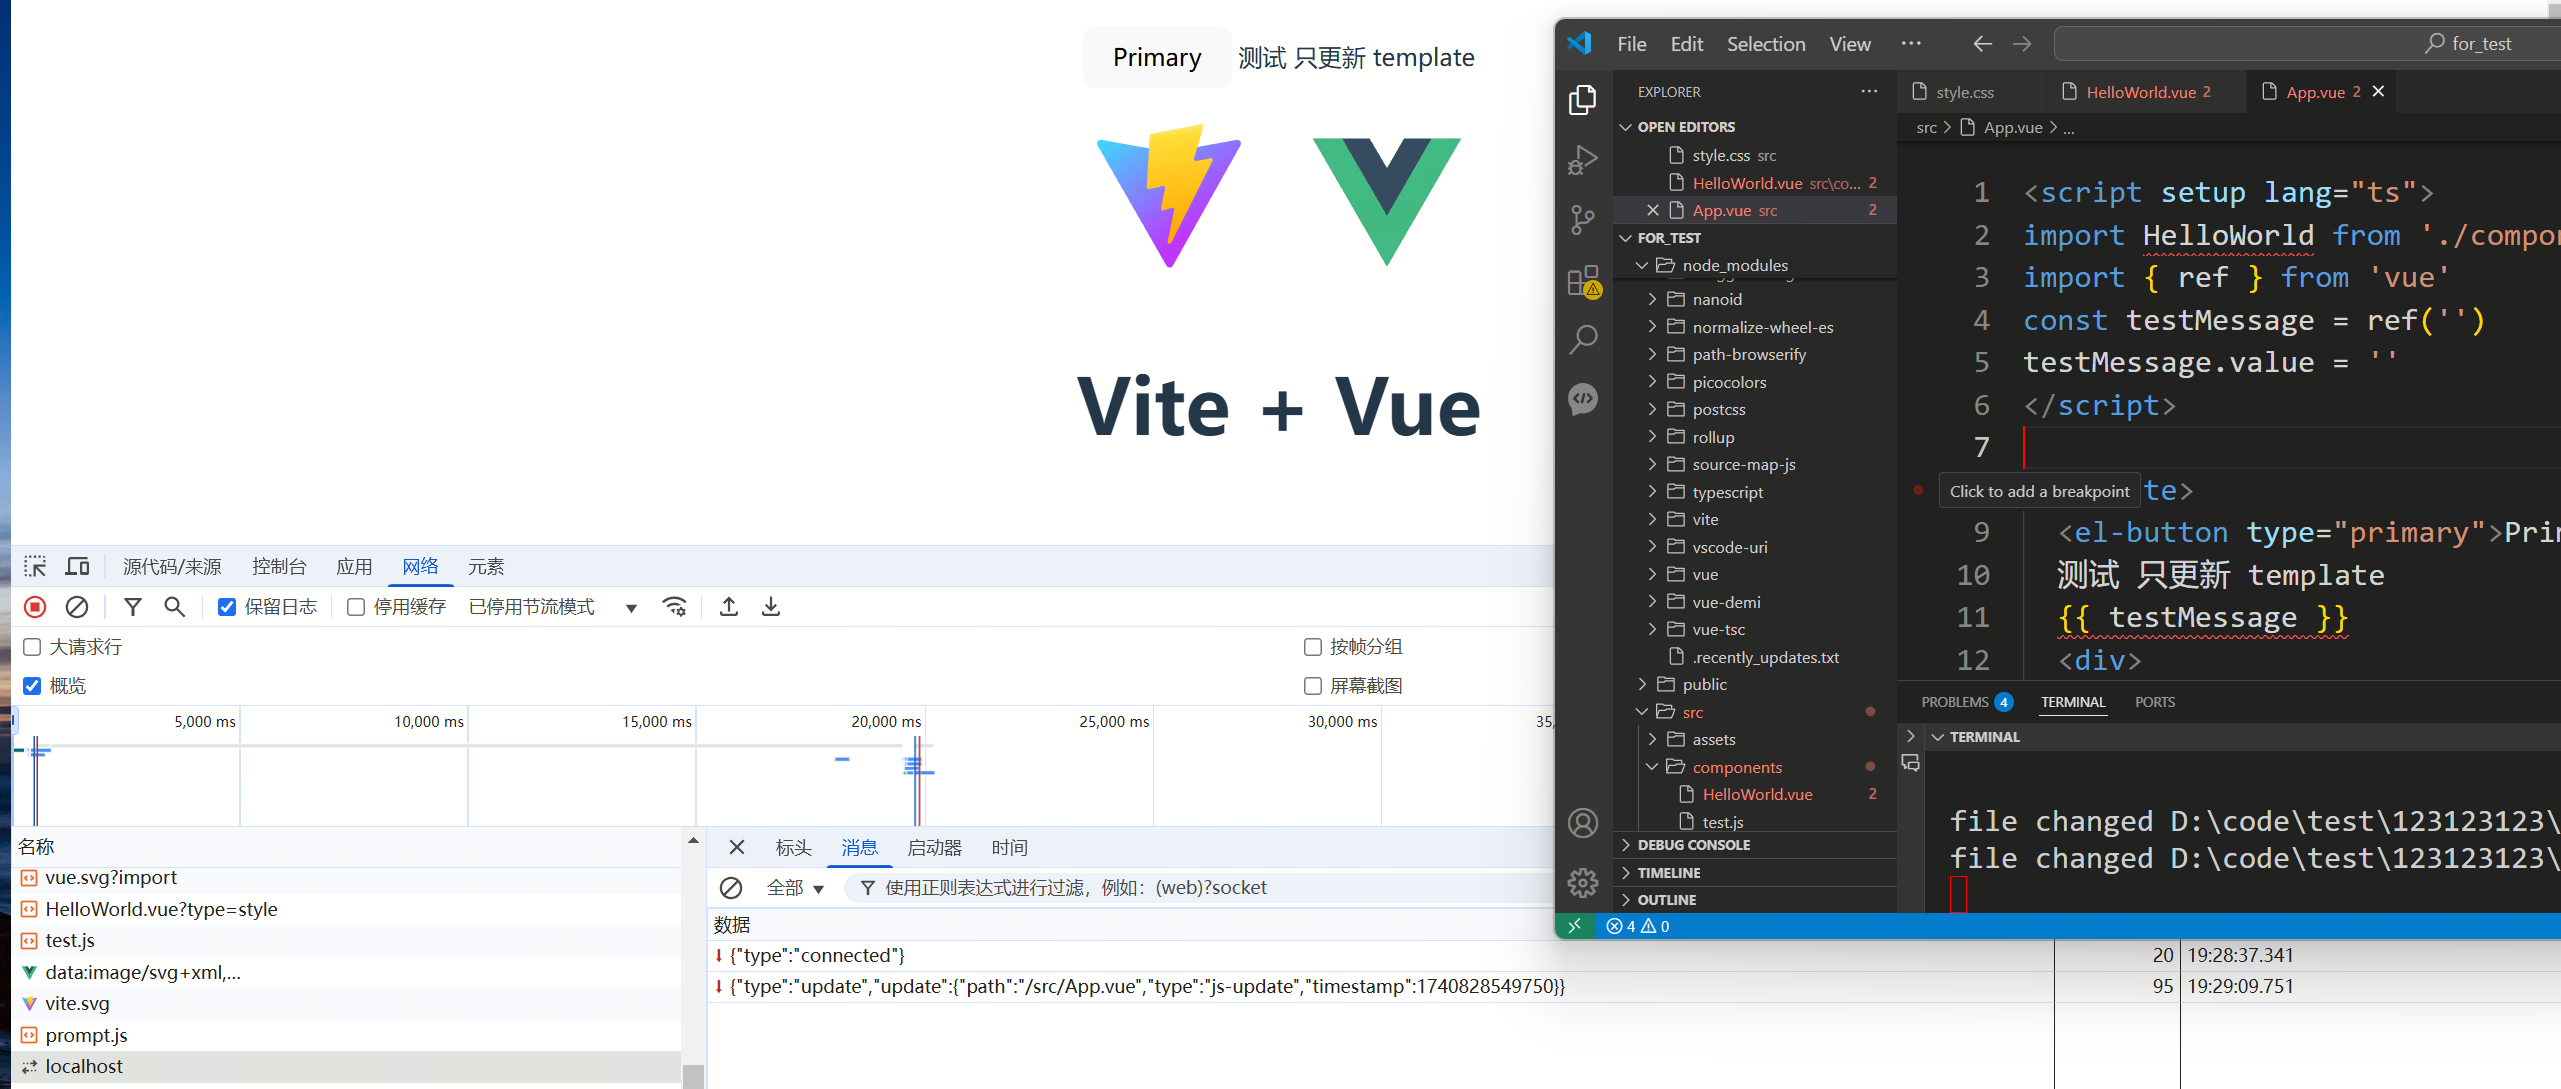 Primary 测试 只更新 template
Vite + Vue
源代码/来源 控制台 应用 网络 元素
保留日志 停用缓存 已停用节流模式
大请求行 按帧分组
概览 屏幕截图
5,000 ms 10,000 ms 15,000 ms 20,000 ms 25,000 ms 30,000 ms 35,
名称
vue.svg?import
HelloWorld.vue?type=style
test.js
data:image/svg+xml,...
vite.svg
prompt.js
localhost
标头 消息 启动器 时间
全部 使用正则表达式进行过滤，例如：(web)?socket
数据
{"type":"connected"} 20 19:28:37.341
{"type":"update","update":{"path":"/src/App.vue","type":"js-update","timestamp":1740828549750}} 95 19:29:09.751
File Edit Selection View ··· for_test
EXPLORER ···
OPEN EDITORS
style.css src
HelloWorld.vue src\co... 2
App.vue src 2
FOR_TEST
node_modules
nanoid
normalize-wheel-es
path-browserify
picocolors
postcss
rollup
source-map-js
typescript
vite
vscode-uri
vue
vue-demi
vue-tsc
.recently_updates.txt
public
src
assets
components
HelloWorld.vue 2
test.js
DEBUG CONSOLE
TIMELINE
OUTLINE
4 0
style.css HelloWorld.vue 2 App.vue 2
src > App.vue > ...
1 <script setup lang="ts">
2 import HelloWorld from './compo
3 import { ref } from 'vue'
4 const testMessage = ref('')
5 testMessage.value = ''
6 </script>
7
Click to add a breakpoint te>
9 <el-button type="primary">Pri
10 测试 只更新 template
11 {{ testMessage }}
12 <div>
PROBLEMS 4 TERMINAL PORTS
TERMINAL
file changed D:\code\test\123123123\
file changed D:\code\test\123123123\